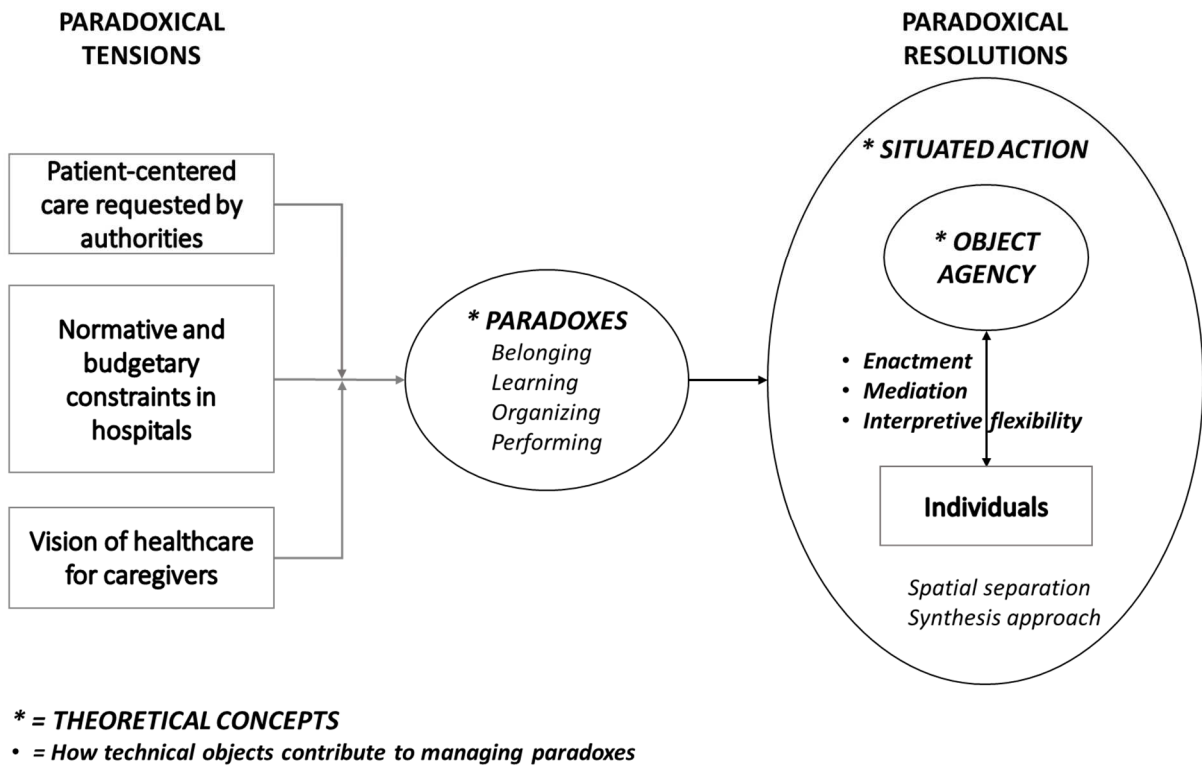 PARADOXICAL
TENSIONS
Patient-centered
care requested by
authorities
Normative and
budgetary
constraints in
hospitals
Vision of healthcare
for caregivers
* PARADOXES
Belonging
Learning
Organizing
Performing
PARADOXICAL
RESOLUTIONS
* SITUATED ACTION
* OBJECT
AGENCY
• Enactment
• Mediation
• Interpretive flexibility
Individuals
Spatial separation
Synthesis approach
* = THEORETICAL CONCEPTS
• = How technical objects contribute to managing paradoxes